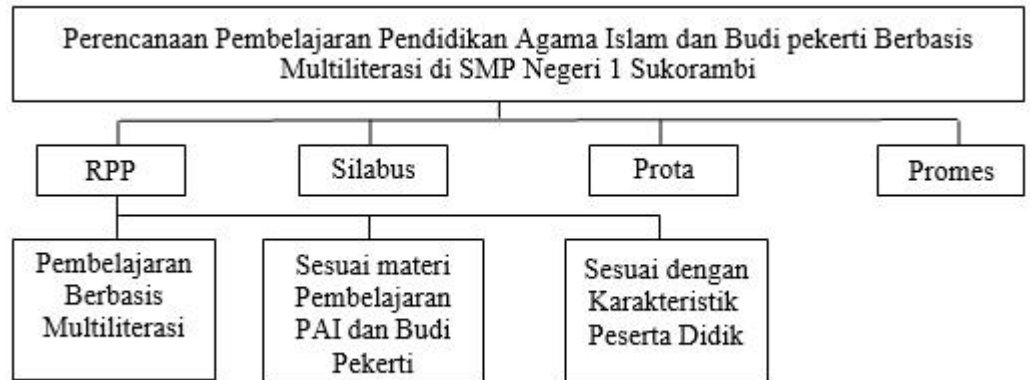 Perencanaan Pembelajaran Pendidikan Agama Islam dan Budi pekerti Berbasis
Multiliterasi di SMP Negeri 1 Sukorambi
RPP
Silabus
Prota
Promes
Pembelajaran
Berbasis
Multiliterasi
Sesuai materi
Pembelajaran
PAI dan Budi
Pekerti
Sesuai dengan
Karakteristik
Peserta Didik